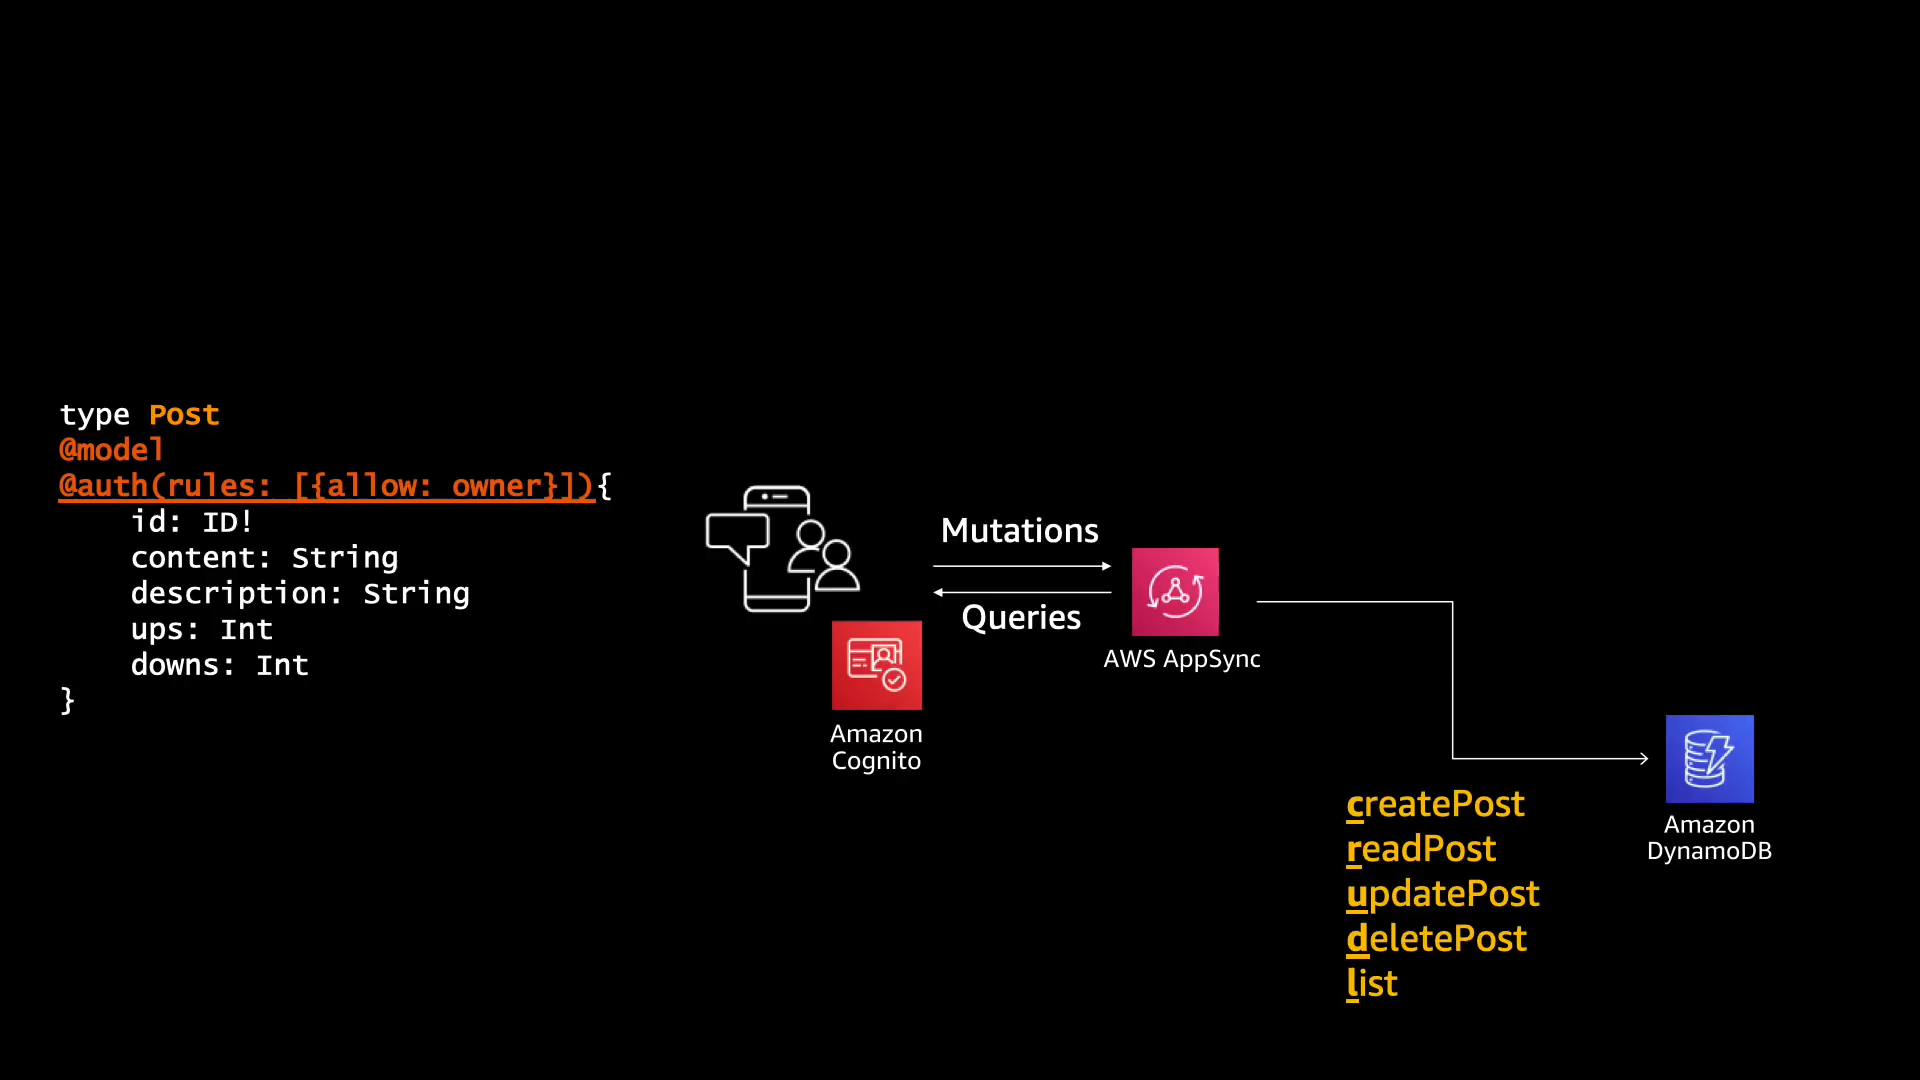 type Post
@model
@auth(rules: [{allow: owner}]){
id: ID!
content: String
description: String
ups: Int
downs: Int
}
Mutations
Queries
AWS AppSync
Amazon
Cognito
createPost
readPost
updatePost
deletePost
list
Amazon
DynamoDB